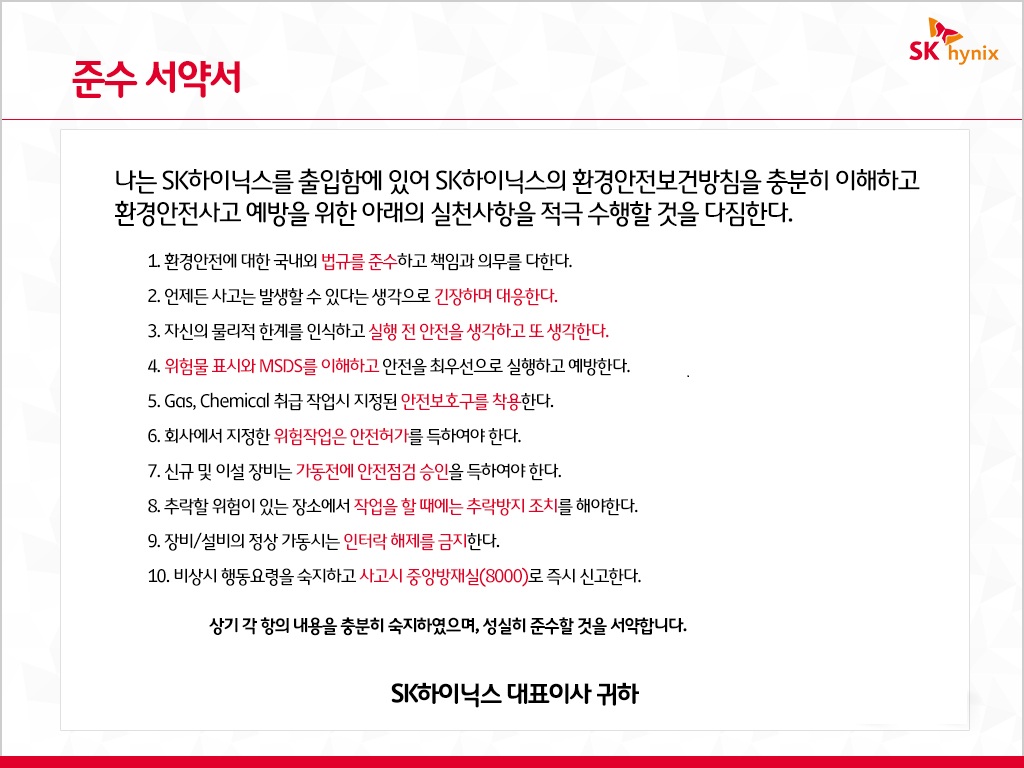 SK hynix
준수 서약서
나는 SK하이닉스를 출입함에 있어 SK하이닉스의 환경안전보건방침을 충분히 이해하고
환경안전사고 예방을 위한 아래의 실천사항을 적극 수행할 것을 다짐한다.
1. 환경안전에 대한 국내외 법규를 준수하고 책임과 의무를 다한다.
2. 언제든 사고는 발생할 수 있다는 생각으로 긴장하며 대응한다.
3. 자신의 물리적 한계를 인식하고 실행 전 안전을 생각하고 또 생각한다.
4. 위험물 표시와 MSDS를 이해하고 안전을 최우선으로 실행하고 예방한다.
5. Gas, Chemical 취급 작업시 지정된 안전보호구를 착용한다.
6. 회사에서 지정한 위험작업은 안전허가를 득하여야 한다.
7. 신규 및 이설 장비는 가동전에 안전점검 승인을 득하여야 한다.
8. 추락할 위험이 있는 장소에서 작업을 할 때에는 추락방지 조치를 해야한다.
9. 장비/설비의 정상 가동시는 인터락 해제를 금지한다.
10. 비상시 행동요령을 숙지하고 사고시 중앙방재실(8000)로 즉시 신고한다.
상기 각 항의 내용을 충분히 숙지하였으며, 성실히 준수할 것을 서약합니다.
SK하이닉스 대표이사 귀하